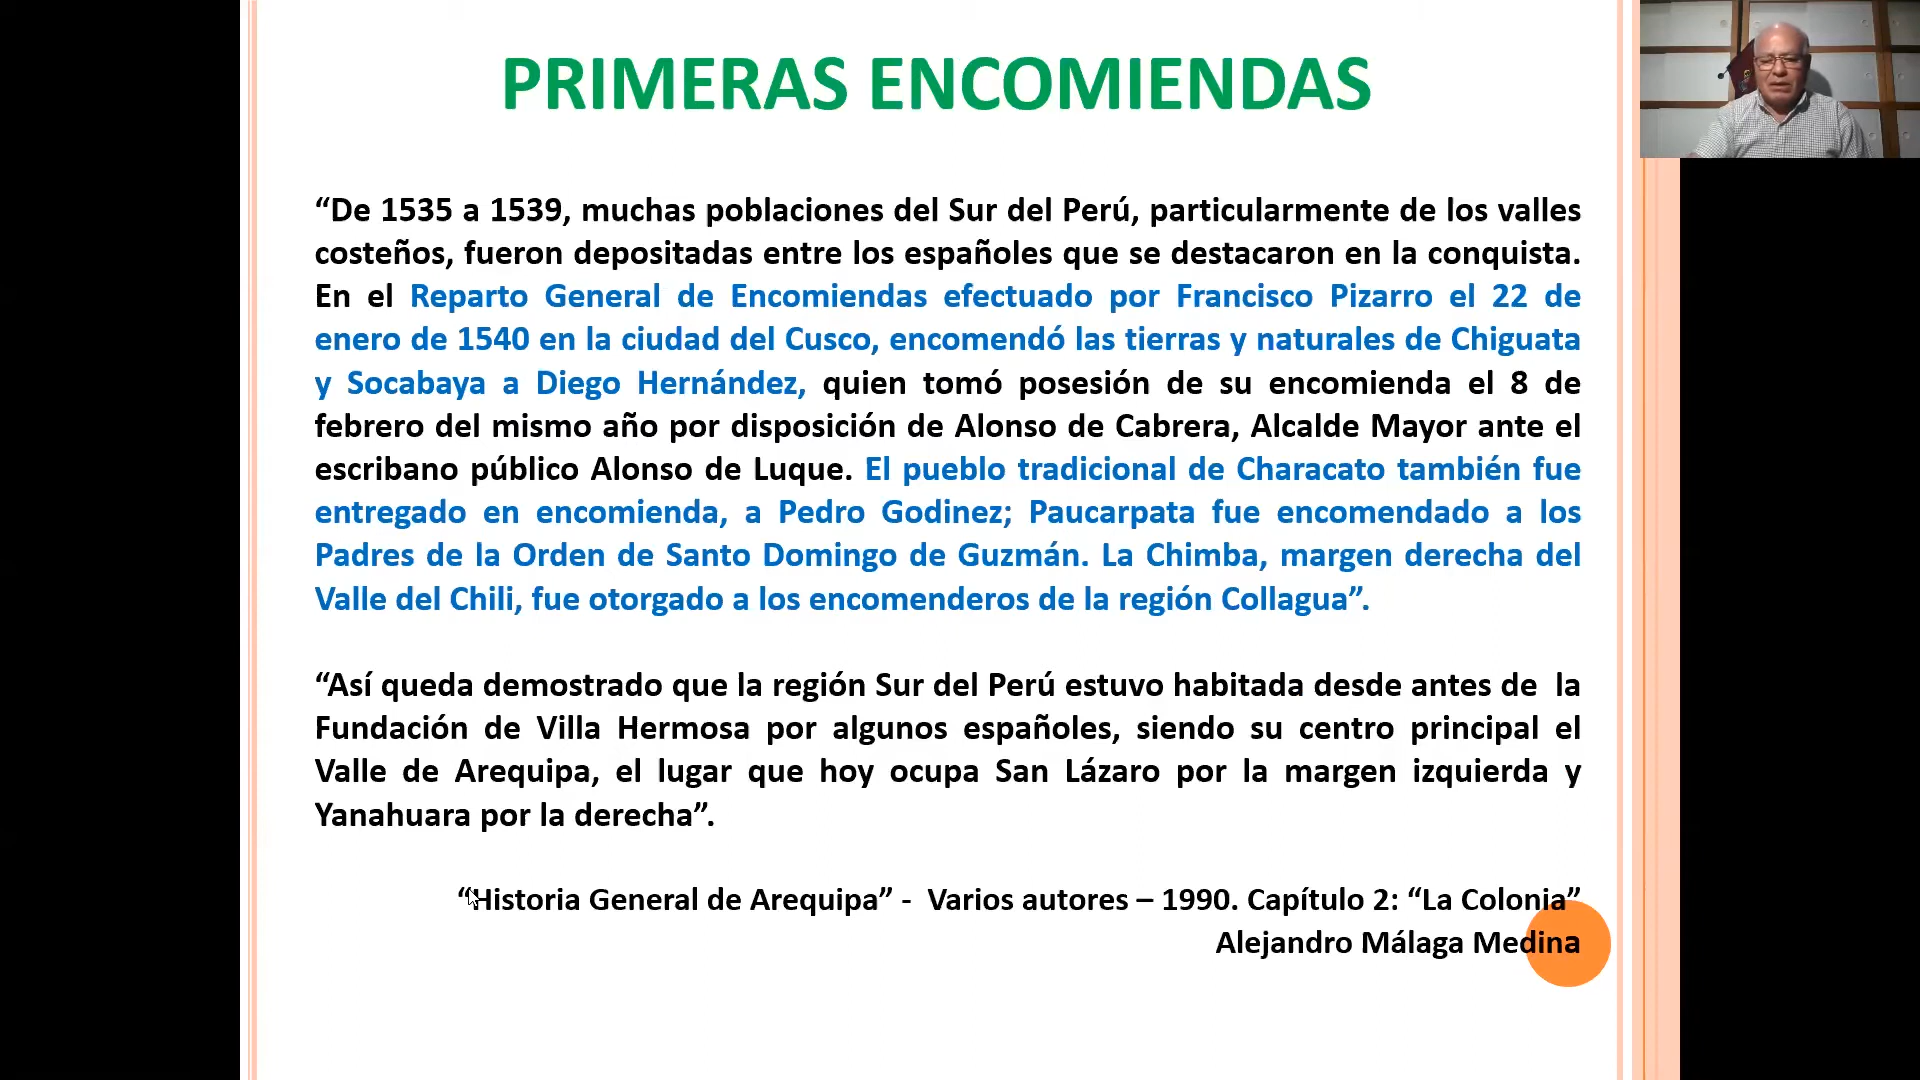 PRIMERAS ENCOMIENDAS
“De 1535 a 1539, muchas poblaciones del Sur del Perú, particularmente de los valles
costeños, fueron depositadas entre los españoles que se destacaron en la conquista.
En el Reparto General de Encomiendas efectuado por Francisco Pizarro el 22 de
enero de 1540 en la ciudad del Cusco, encomendó las tierras y naturales de Chiguata
y Socabaya a Diego Hernández, quien tomó posesión de su encomienda el 8 de
febrero del mismo año por disposición de Alonso de Cabrera, Alcalde Mayor ante el
escribano público Alonso de Luque. El pueblo tradicional de Characato también fue
entregado en encomienda, a Pedro Godinez; Paucarpata fue encomendado a los
Padres de la Orden de Santo Domingo de Guzmán. La Chimba, margen derecha del
Valle del Chili, fue otorgado a los encomenderos de la región Collagua”.
“Así queda demostrado que la región Sur del Perú estuvo habitada desde antes de  la
Fundación de Villa Hermosa por algunos españoles, siendo su centro principal el
Valle de Arequipa, el lugar que hoy ocupa San Lázaro por la margen izquierda y
Yanahuara por la derecha”.
“Historia General de Arequipa” -  Varios autores – 1990. Capítulo 2: “La Colonia”
Alejandro Málaga Medina